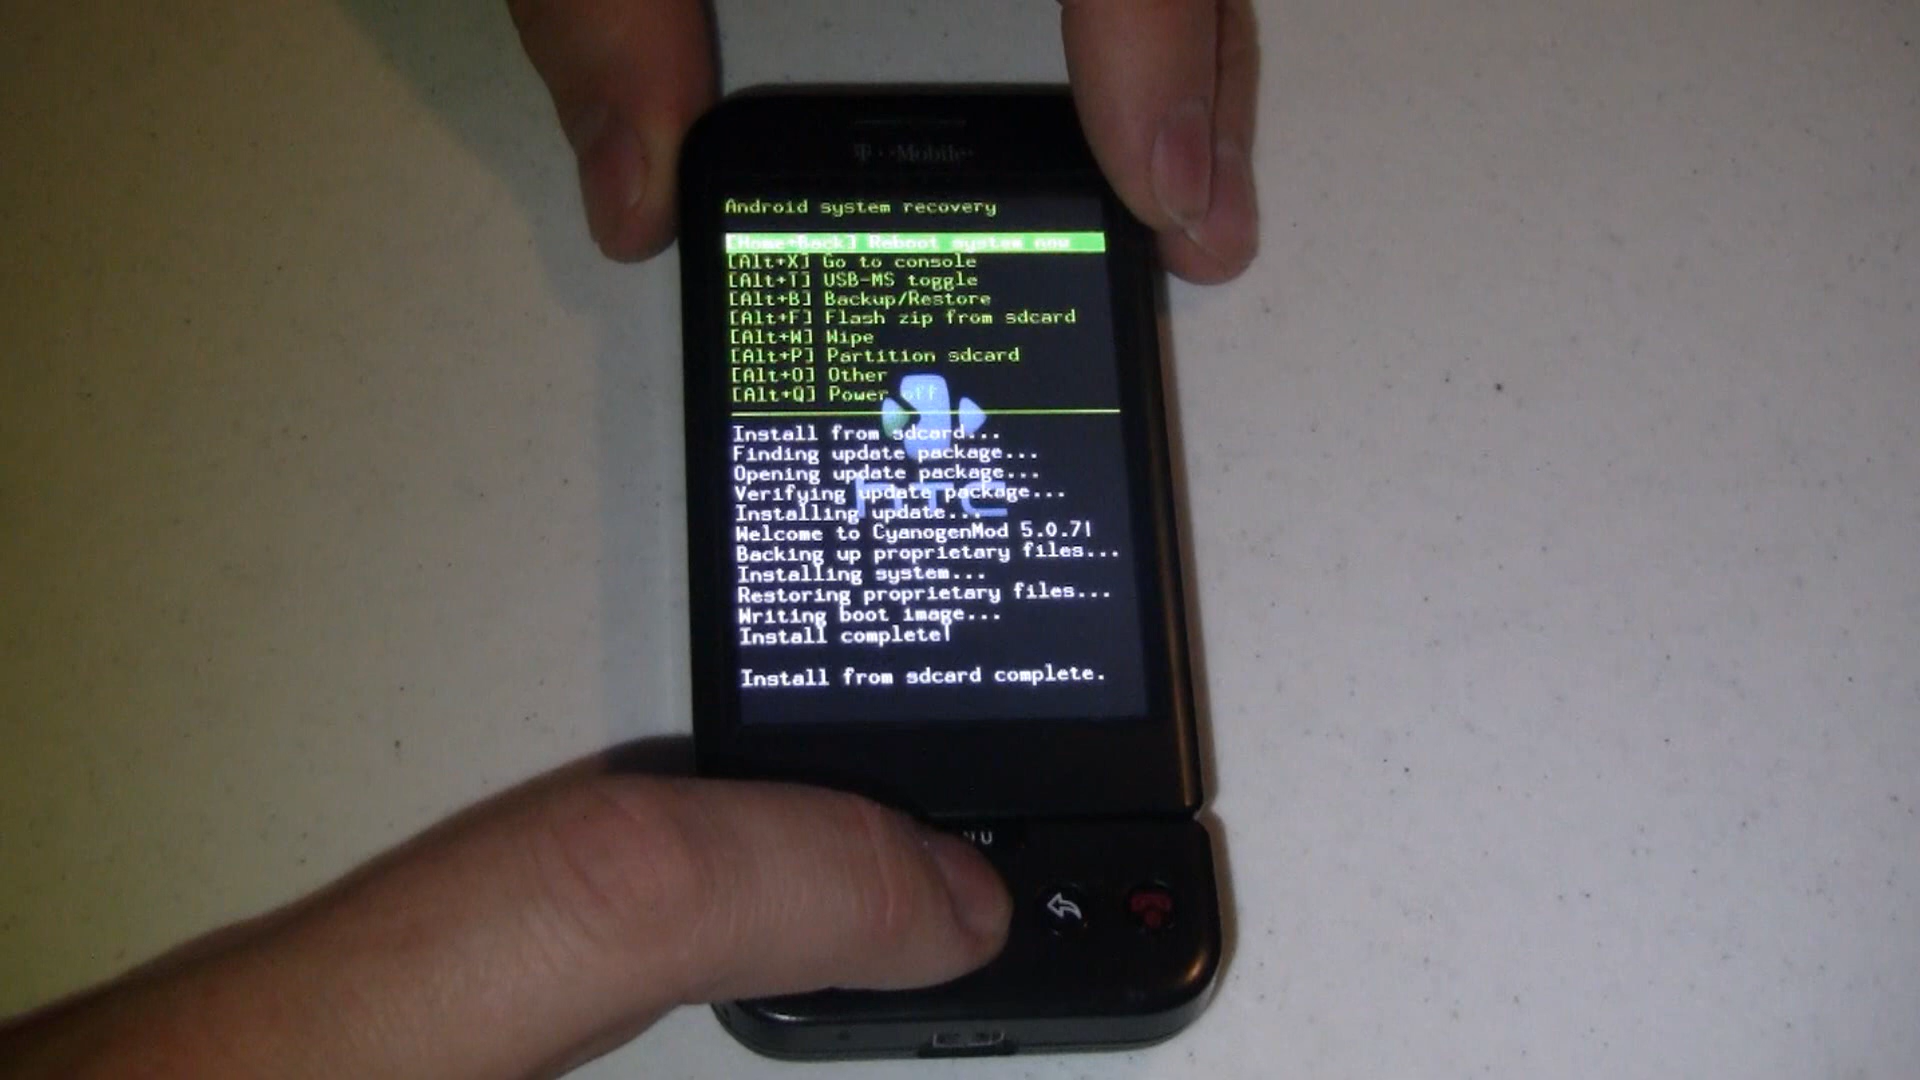 T··Mobile·
Android system recovery
[Home+Back] Reboot system now
[Alt+X] Go to console
[Alt+T] USB-MS toggle
[Alt+B] Backup/Restore
[Alt+F] Flash zip from sdcard
[Alt+W] Wipe
[Alt+P] Partition sdcard
[Alt+O] Other
[Alt+Q] Power off
Install from sdcard...
Finding update package...
Opening update package...
Verifying update package...
hTC
Installing update...
Welcome to CyanogenMod 5.0.7!
Backing up proprietary files...
Installing system...
Restoring proprietary files...
Writing boot image...
Install complete!
Install from sdcard complete.
NU